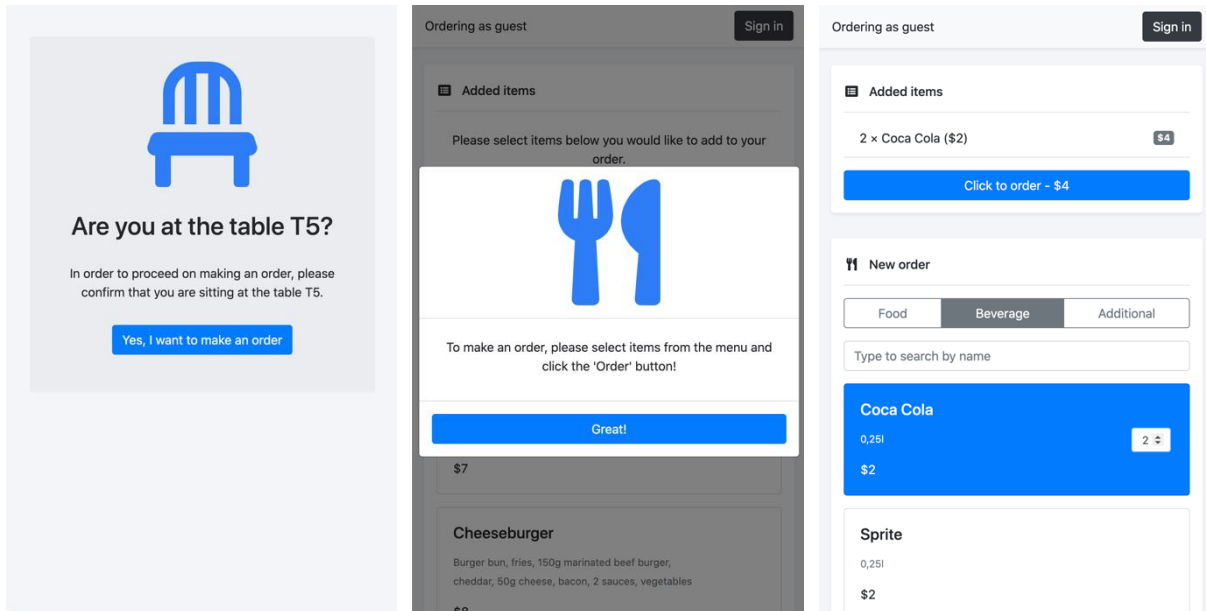 Are you at the table T5?
In order to proceed on making an order, please
confirm that you are sitting at the table T5.
Yes, I want to make an order
Ordering as guest
Sign in
Added items
Please select items below you would like to add to your
order.
To make an order, please select items from the menu and
click the 'Order' button!
Great!
$7
Cheeseburger
Burger bun, fries, 150g marinated beef burger,
cheddar, 50g cheese, bacon, 2 sauces, vegetables
$8
Ordering as guest
Sign in
Added items
2 × Coca Cola ($2)
$4
Click to order - $4
New order
Food
Beverage
Additional
Type to search by name
Coca Cola
0,25l
2
$2
Sprite
0,25l
$2